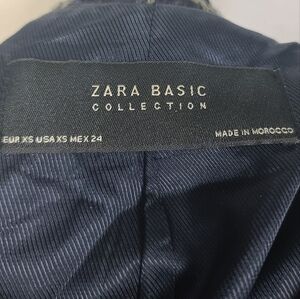 ZARA BASIC
COLLECTION
EUR XS USA XS MEX 24
MADE IN MOROCCO